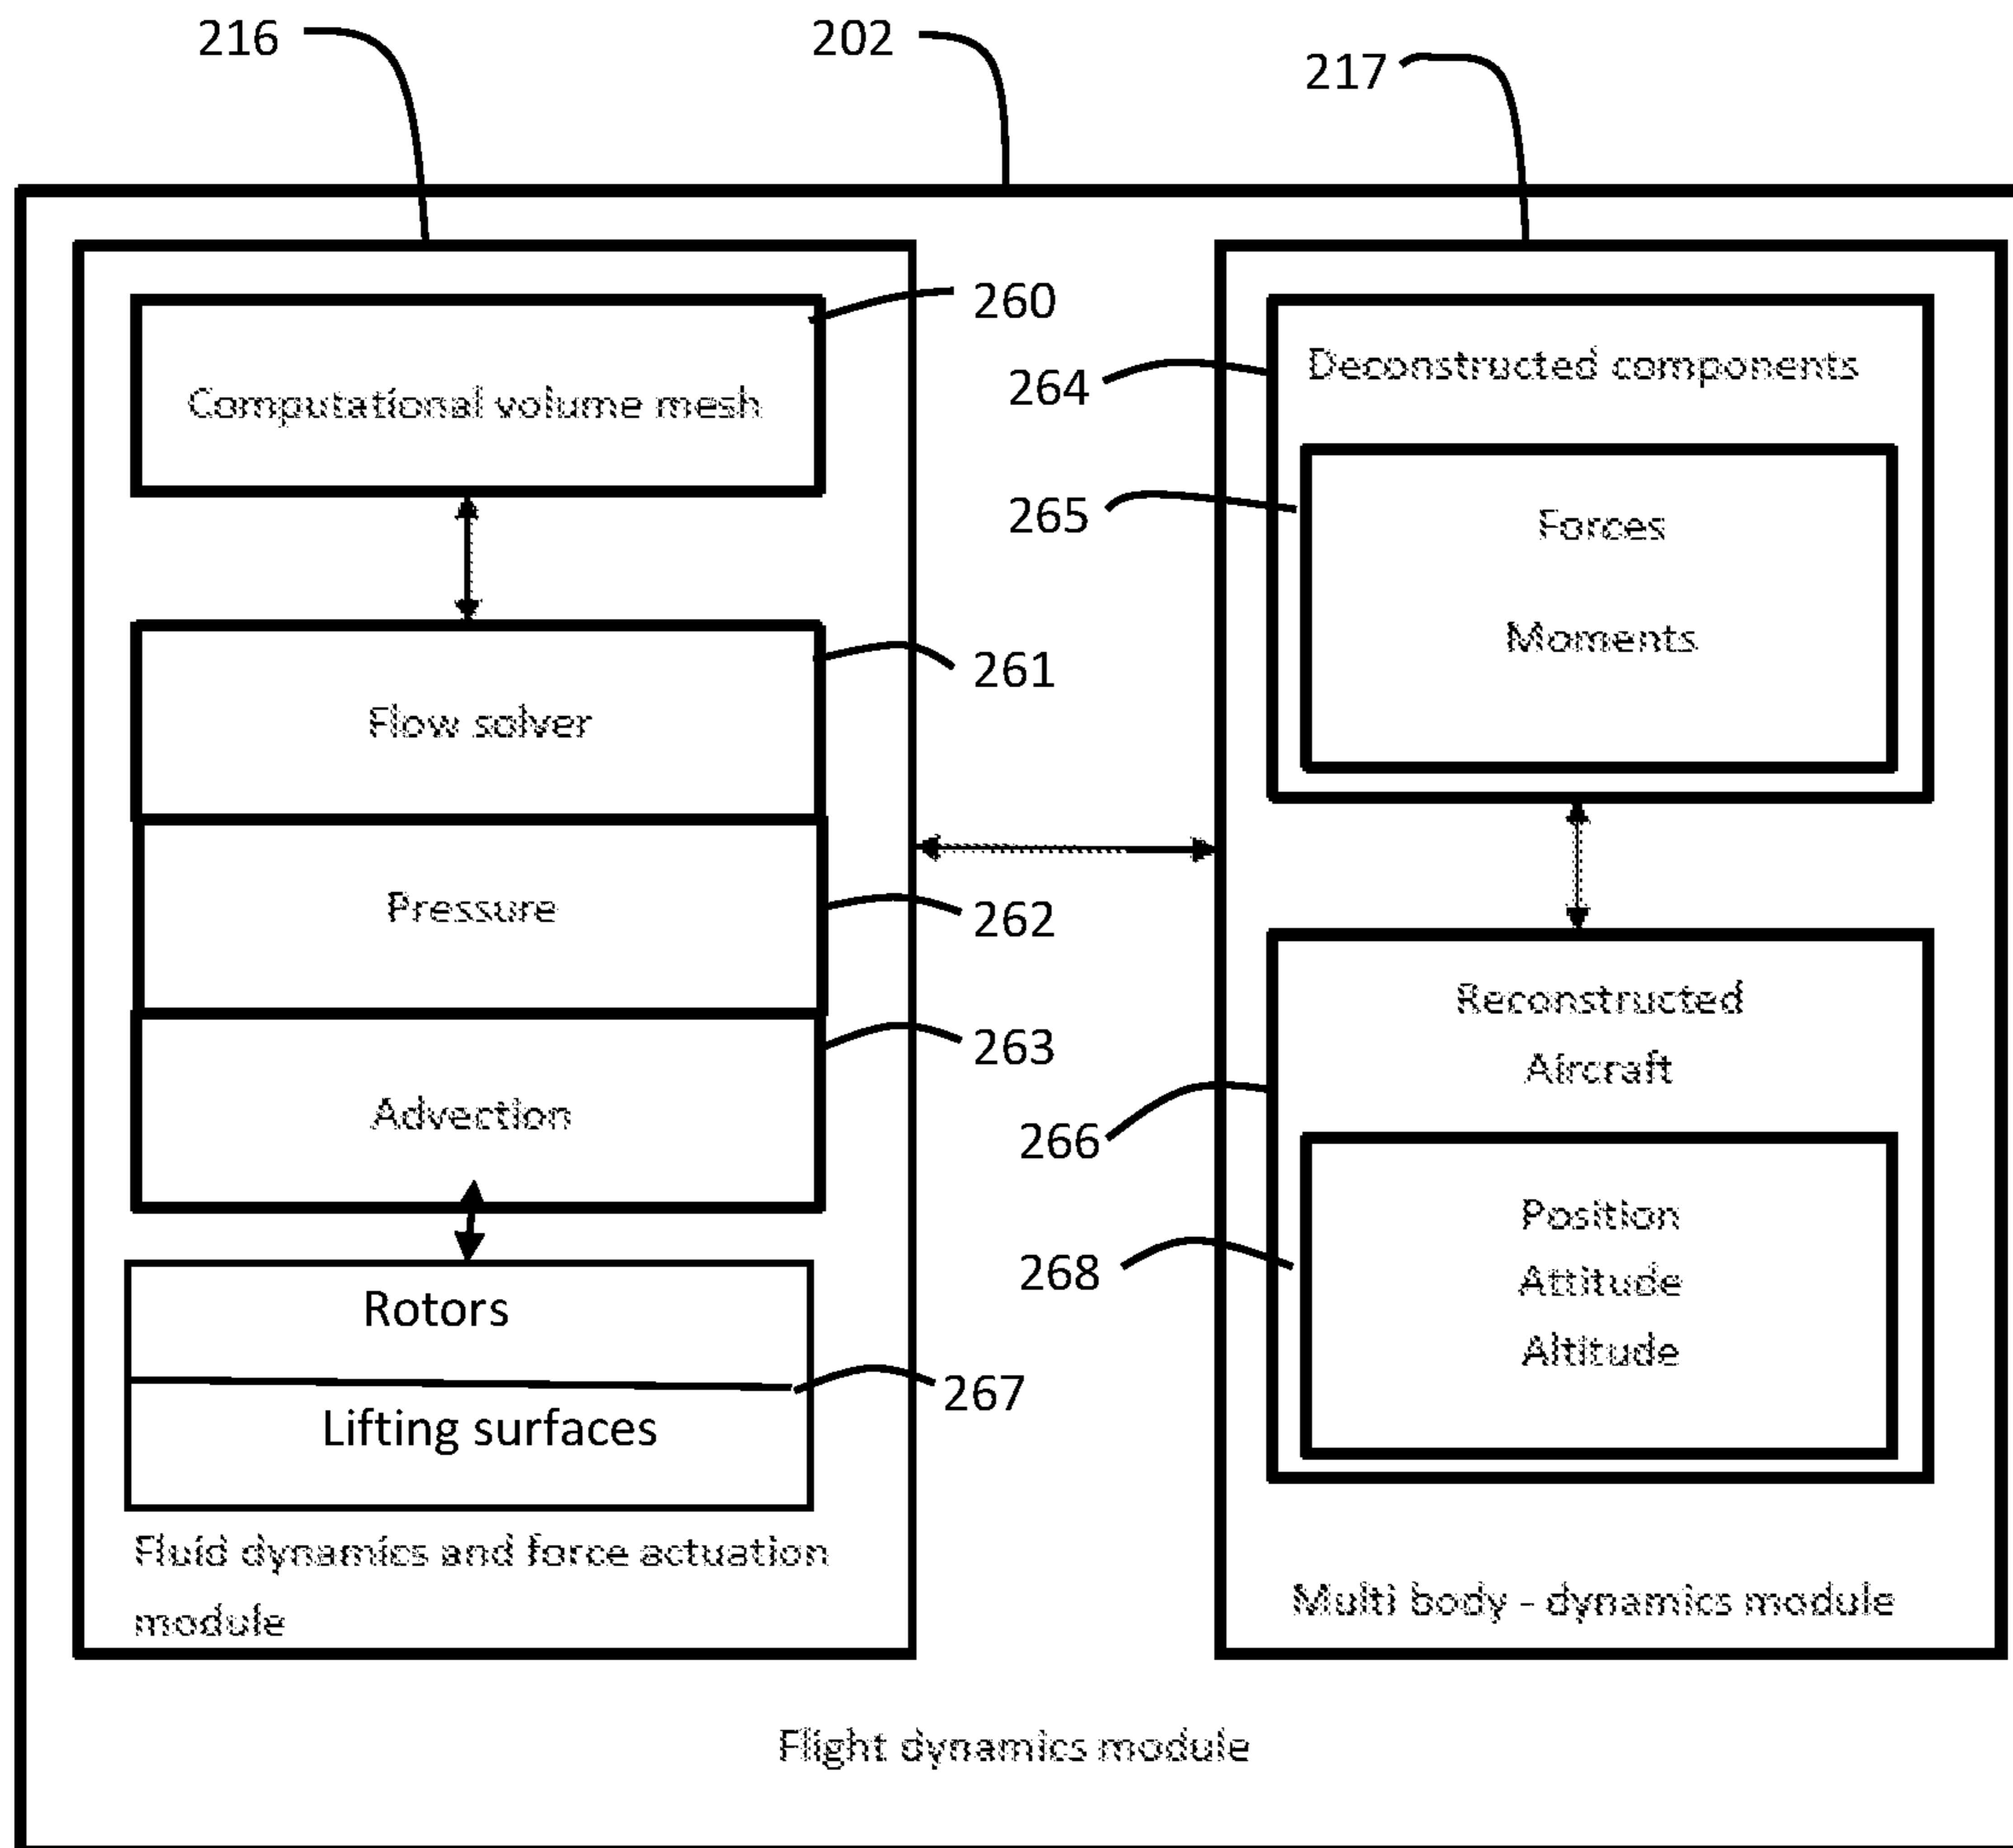 216
202
217
260
Computational volume mesh
261
Flow solver
Pressure
262
263
Advection
Rotors
267
Lifting surfaces
Fluid dynamics and force actuation
module
264
Deconstructed components
265
Forces
Moments
Reconstructed
Aircraft
266
268
Position
Attitude
Altitude
Multi body - dynamics module
Flight dynamics module